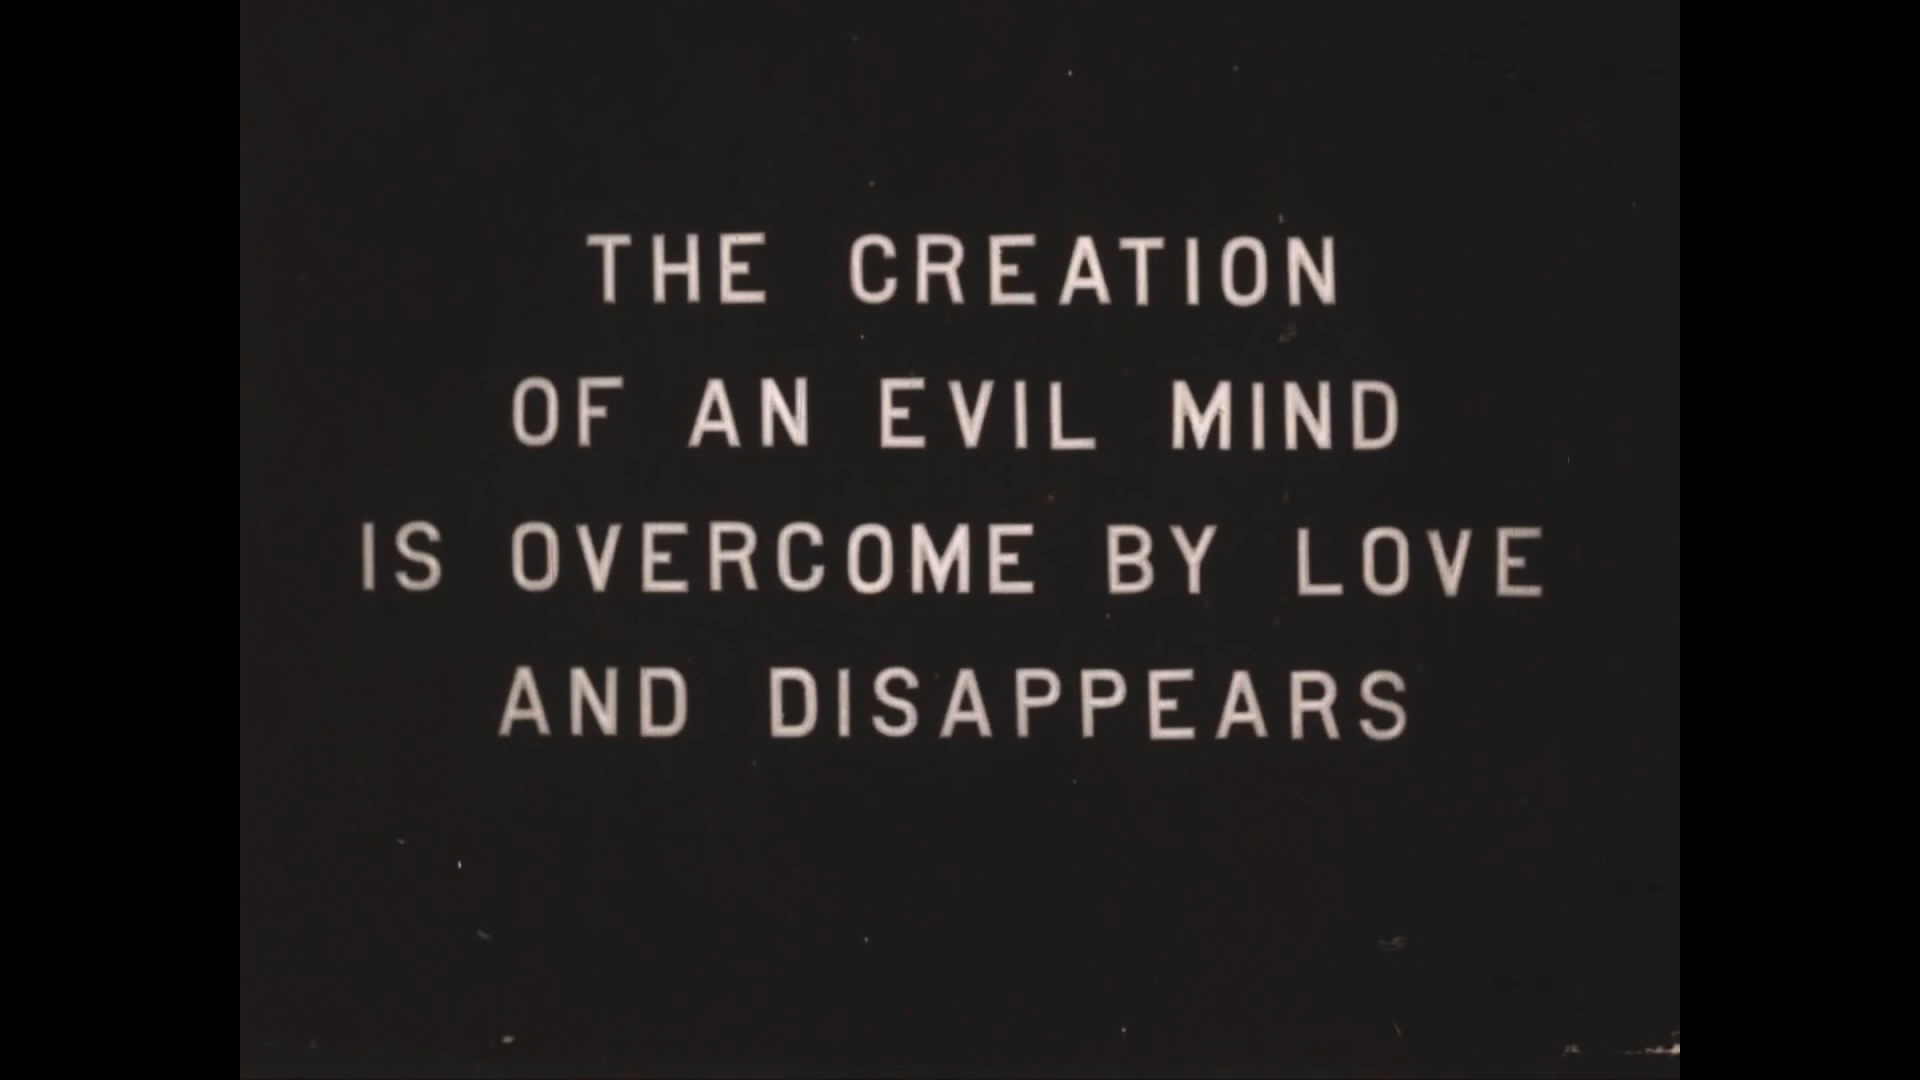 THE CREATION
OF AN EVIL MIND
IS OVERCOME BY LOVE
AND DISAPPEARS